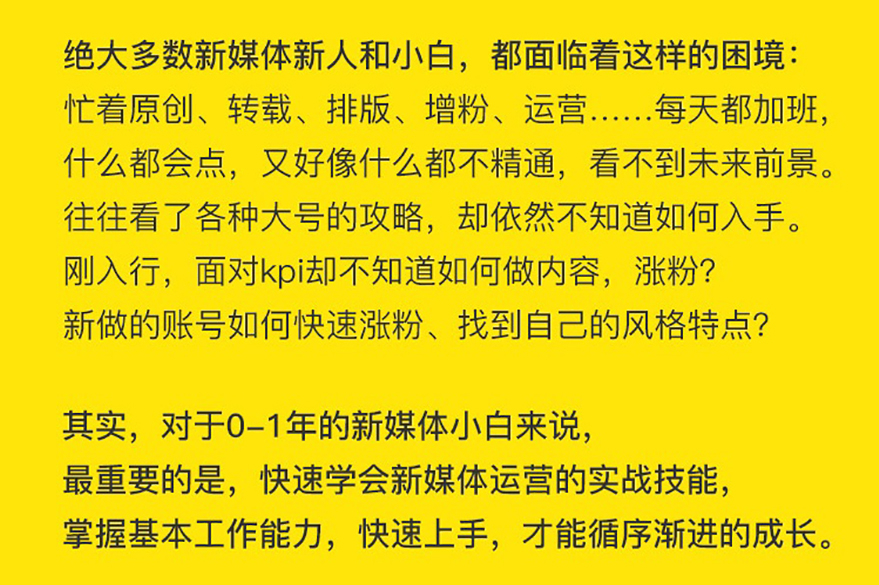 绝大多数新媒体新人和小白，都面临着这样的困境：
忙着原创、转载、排版、增粉、运营……每天都加班，
什么都会点，又好像什么都不精通，看不到未来前景。
往往看了各种大号的攻略，却依然不知道如何入手。
刚入行，面对kpi却不知道如何做内容，涨粉？
新做的账号如何快速涨粉、找到自己的风格特点？
其实，对于0-1年的新媒体小白来说，
最重要的是，快速学会新媒体运营的实战技能，
掌握基本工作能力，快速上手，才能循序渐进的成长。